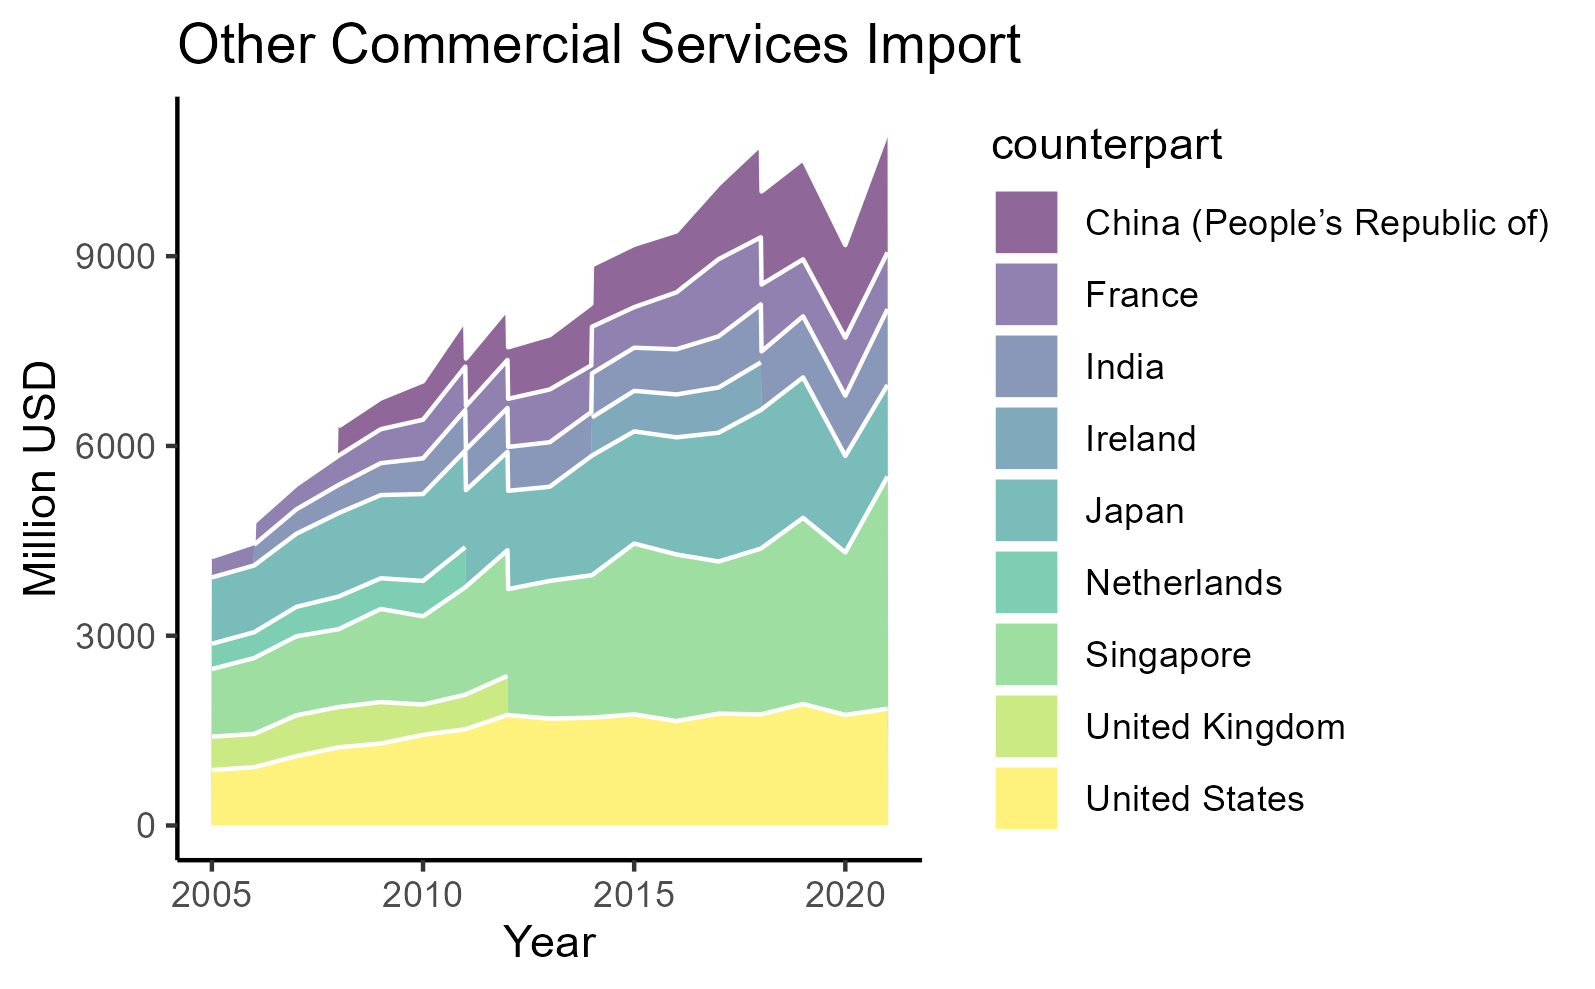 Other Commercial Services Import
Million USD
9000
6000
3000
0
2005
2010
2015
2020
Year
counterpart
China (People’s Republic of)
France
India
Ireland
Japan
Netherlands
Singapore
United Kingdom
United States